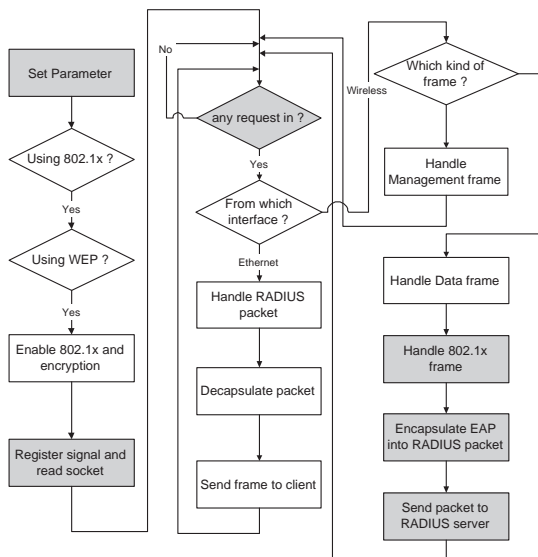 Set Parameter
Using 802.1x ?
Yes
Using WEP ?
Yes
Enable 802.1x and
encryption
Register signal and
read socket
No
any request in ?
Yes
From which
interface ?
Ethernet
Handle RADIUS
packet
Decapsulate packet
Send frame to client
Wireless
Which kind of
frame ?
Handle
Management frame
Handle Data frame
Handle 802.1x
frame
Encapsulate EAP
into RADIUS packet
Send packet to
RADIUS server